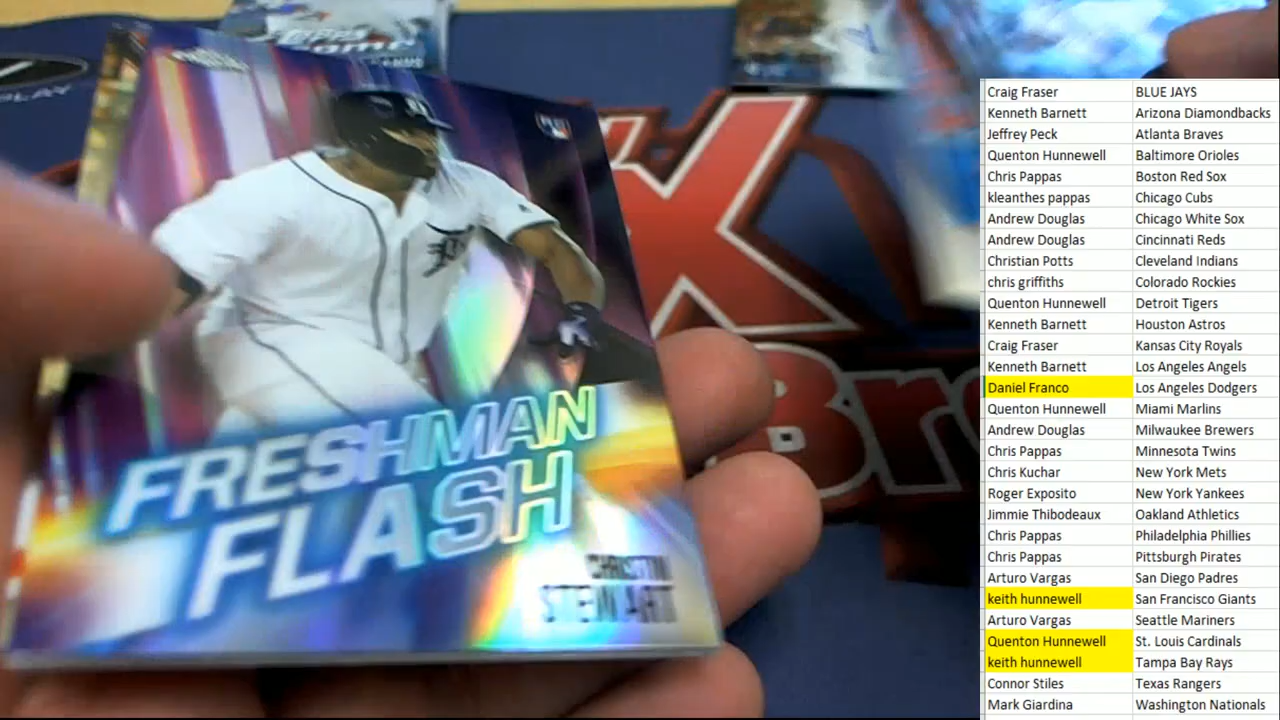 FRESHMAN
FLASH
CHRISTIN
STEWART
Craig Fraser BLUE JAYS
Kenneth Barnett Arizona Diamondbacks
Jeffrey Peck Atlanta Braves
Quenton Hunnewell Baltimore Orioles
Chris Pappas Boston Red Sox
kleanthes pappas Chicago Cubs
Andrew Douglas Chicago White Sox
Andrew Douglas Cincinnati Reds
Christian Potts Cleveland Indians
chris griffiths Colorado Rockies
Quenton Hunnewell Detroit Tigers
Kenneth Barnett Houston Astros
Craig Fraser Kansas City Royals
Kenneth Barnett Los Angeles Angels
Daniel Franco Los Angeles Dodgers
Quenton Hunnewell Miami Marlins
Andrew Douglas Milwaukee Brewers
Chris Pappas Minnesota Twins
Chris Kuchar New York Mets
Roger Exposito New York Yankees
Jimmie Thibodeaux Oakland Athletics
Chris Pappas Philadelphia Phillies
Chris Pappas Pittsburgh Pirates
Arturo Vargas San Diego Padres
keith hunnewell San Francisco Giants
Arturo Vargas Seattle Mariners
Quenton Hunnewell St. Louis Cardinals
keith hunnewell Tampa Bay Rays
Connor Stiles Texas Rangers
Mark Giardina Washington Nationals